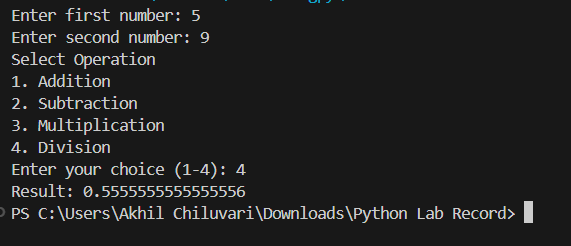 Enter first number: 5
Enter second number: 9
Select Operation
1. Addition
2. Subtraction
3. Multiplication
4. Division
Enter your choice (1-4): 4
Result: 0.5555555555555556
PS C:\Users\Akhil Chiluvari\Downloads\Python Lab Record>